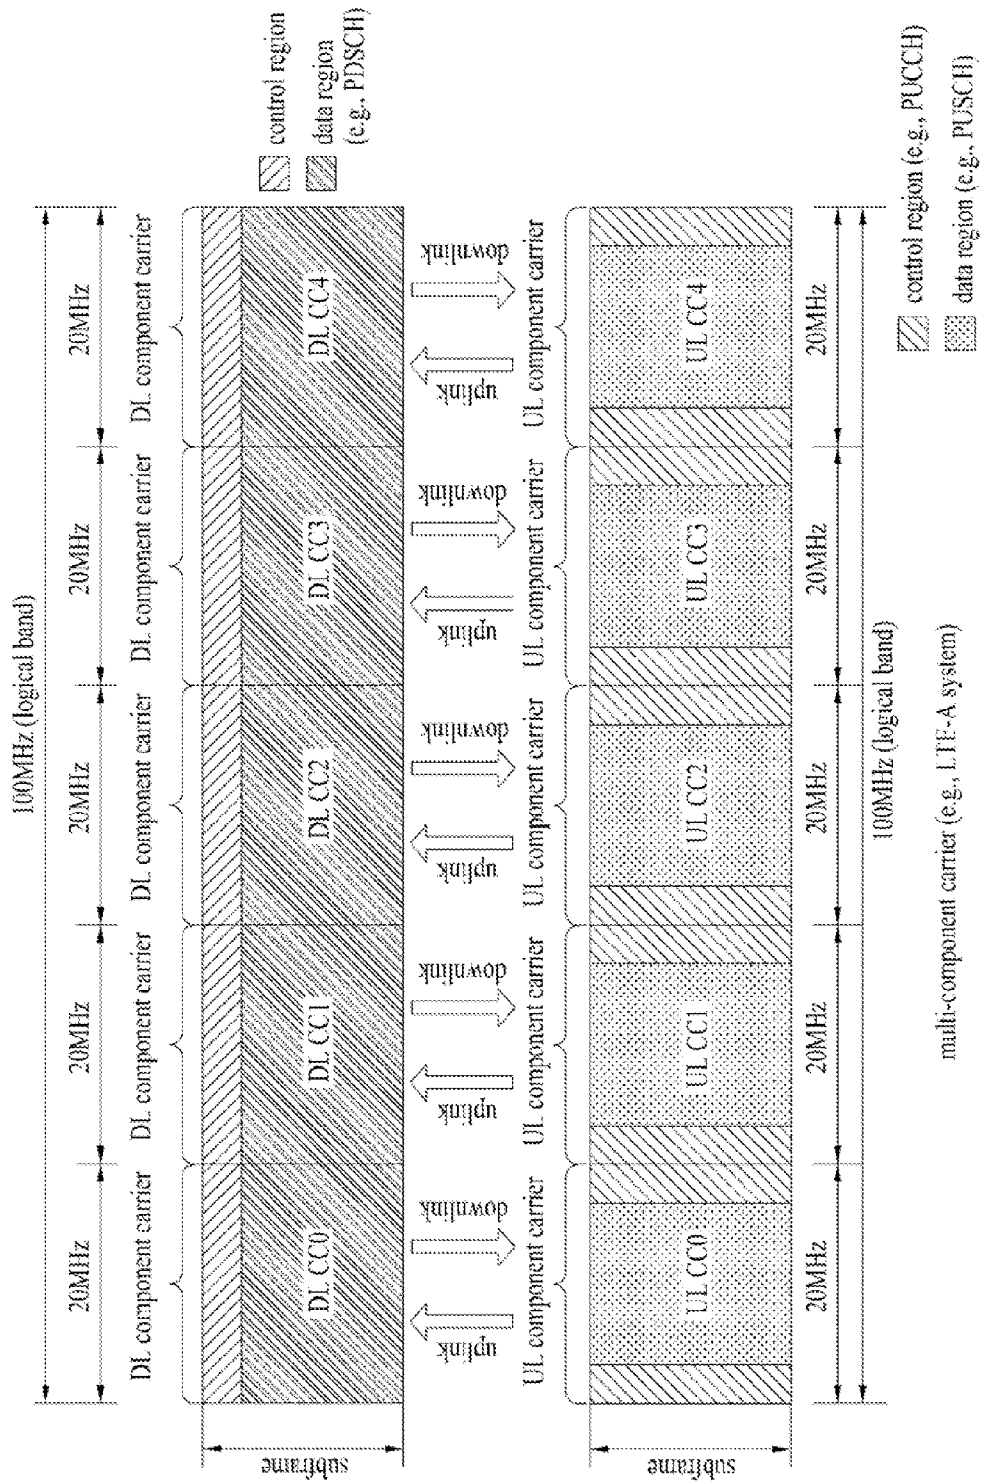 100MHz (logical band)
20MHz
20MHz
20MHz
20MHz
20MHz
DL component carrier
DL component carrier
DL component carrier
DL component carrier
DL component carrier
subframe
DL CC0
DL CC1
DL CC2
DL CC3
DL CC4
control region
data region
(e.g., PDSCH)
uplink
downlink
uplink
downlink
uplink
downlink
uplink
downlink
uplink
downlink
UL component carrier
UL component carrier
UL component carrier
UL component carrier
UL component carrier
subframe
UL CC0
UL CC1
UL CC2
UL CC3
UL CC4
20MHz
20MHz
20MHz
20MHz
20MHz
100MHz (logical band)
control region (e.g., PUCCH)
data region (e.g., PUSCH)
multi-component carrier (e.g., LTE-A system)